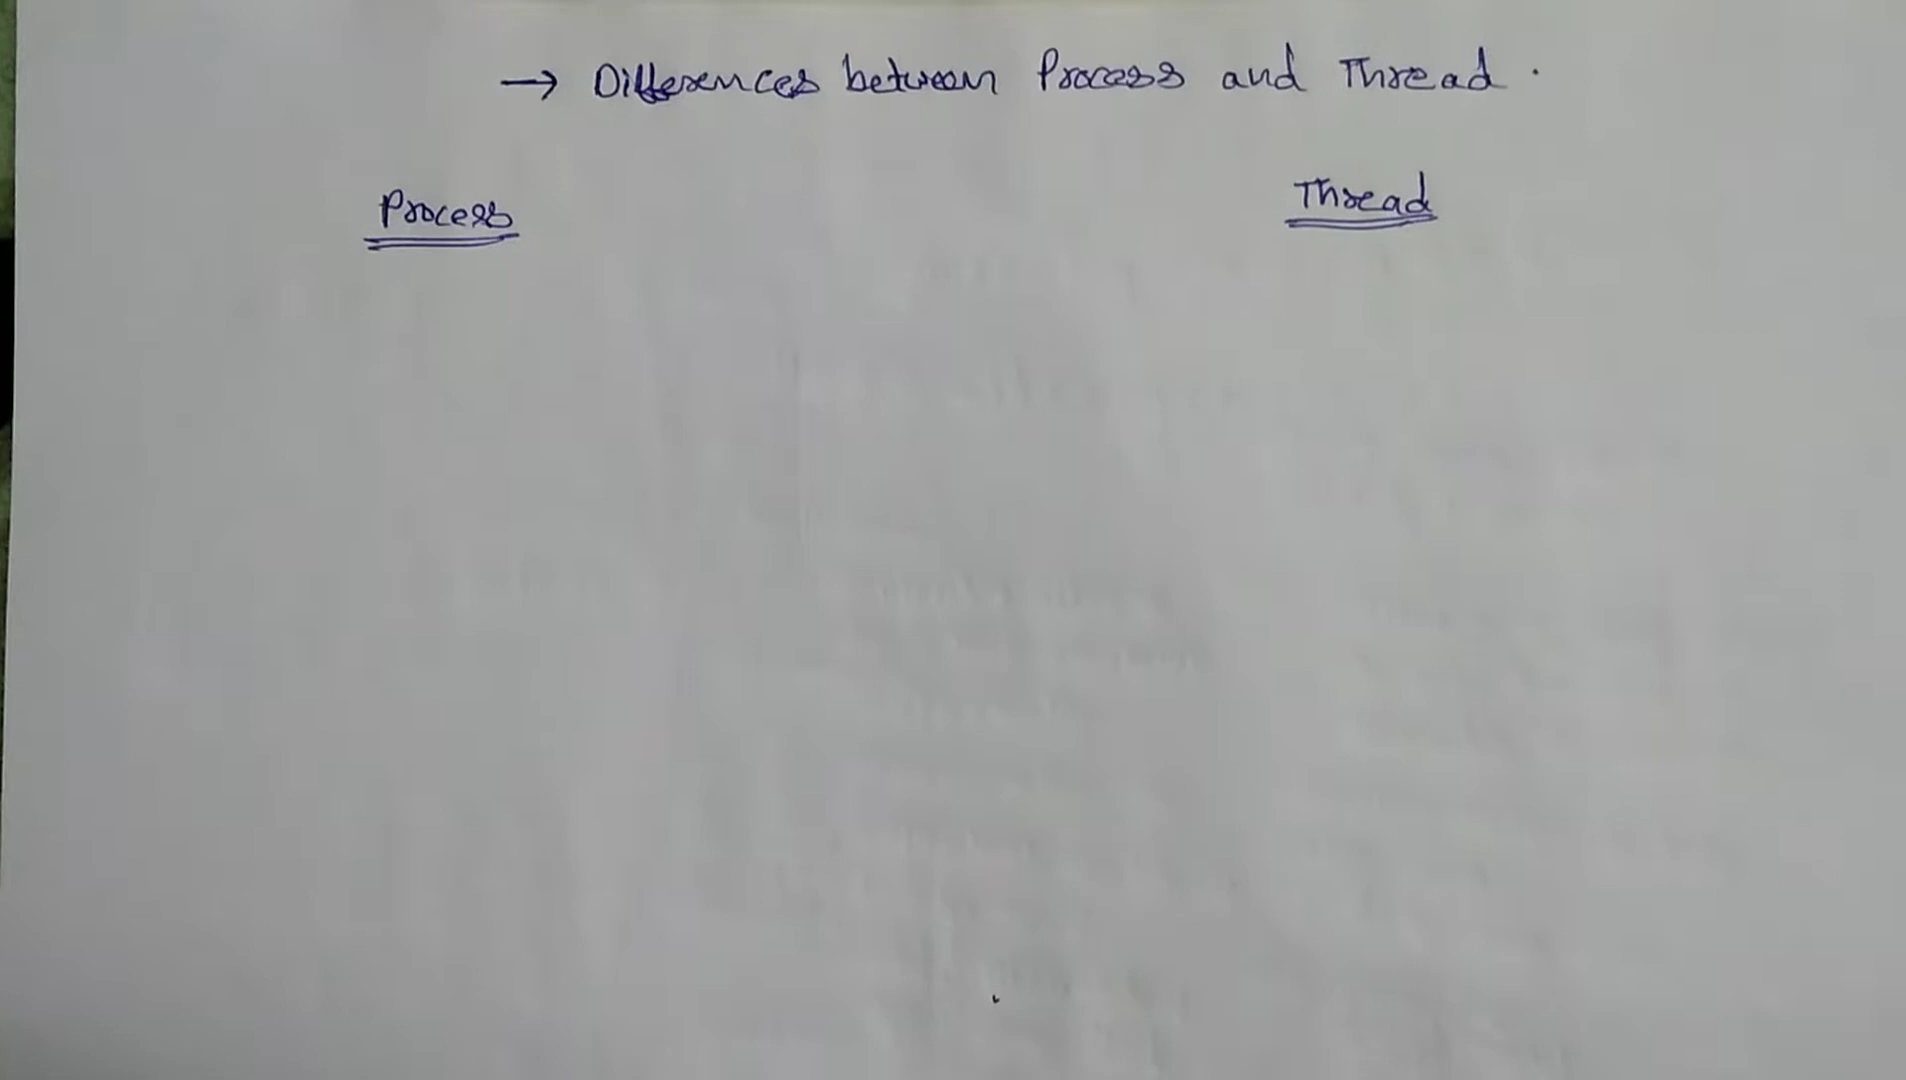 → Differences between Process and Thread.
Process
Thread